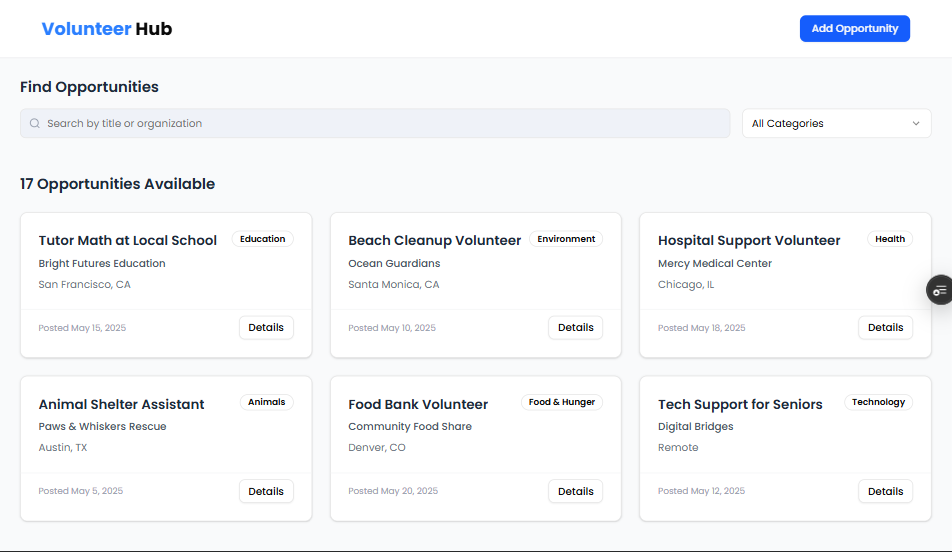 Volunteer Hub
Add Opportunity
Find Opportunities
Search by title or organization
All Categories
17 Opportunities Available
Tutor Math at Local School
Education
Bright Futures Education
San Francisco, CA
Posted May 15, 2025
Details
Beach Cleanup Volunteer
Environment
Ocean Guardians
Santa Monica, CA
Posted May 10, 2025
Details
Hospital Support Volunteer
Health
Mercy Medical Center
Chicago, IL
Posted May 18, 2025
Details
Animal Shelter Assistant
Animals
Paws & Whiskers Rescue
Austin, TX
Posted May 5, 2025
Details
Food Bank Volunteer
Food & Hunger
Community Food Share
Denver, CO
Posted May 20, 2025
Details
Tech Support for Seniors
Technology
Digital Bridges
Remote
Posted May 12, 2025
Details